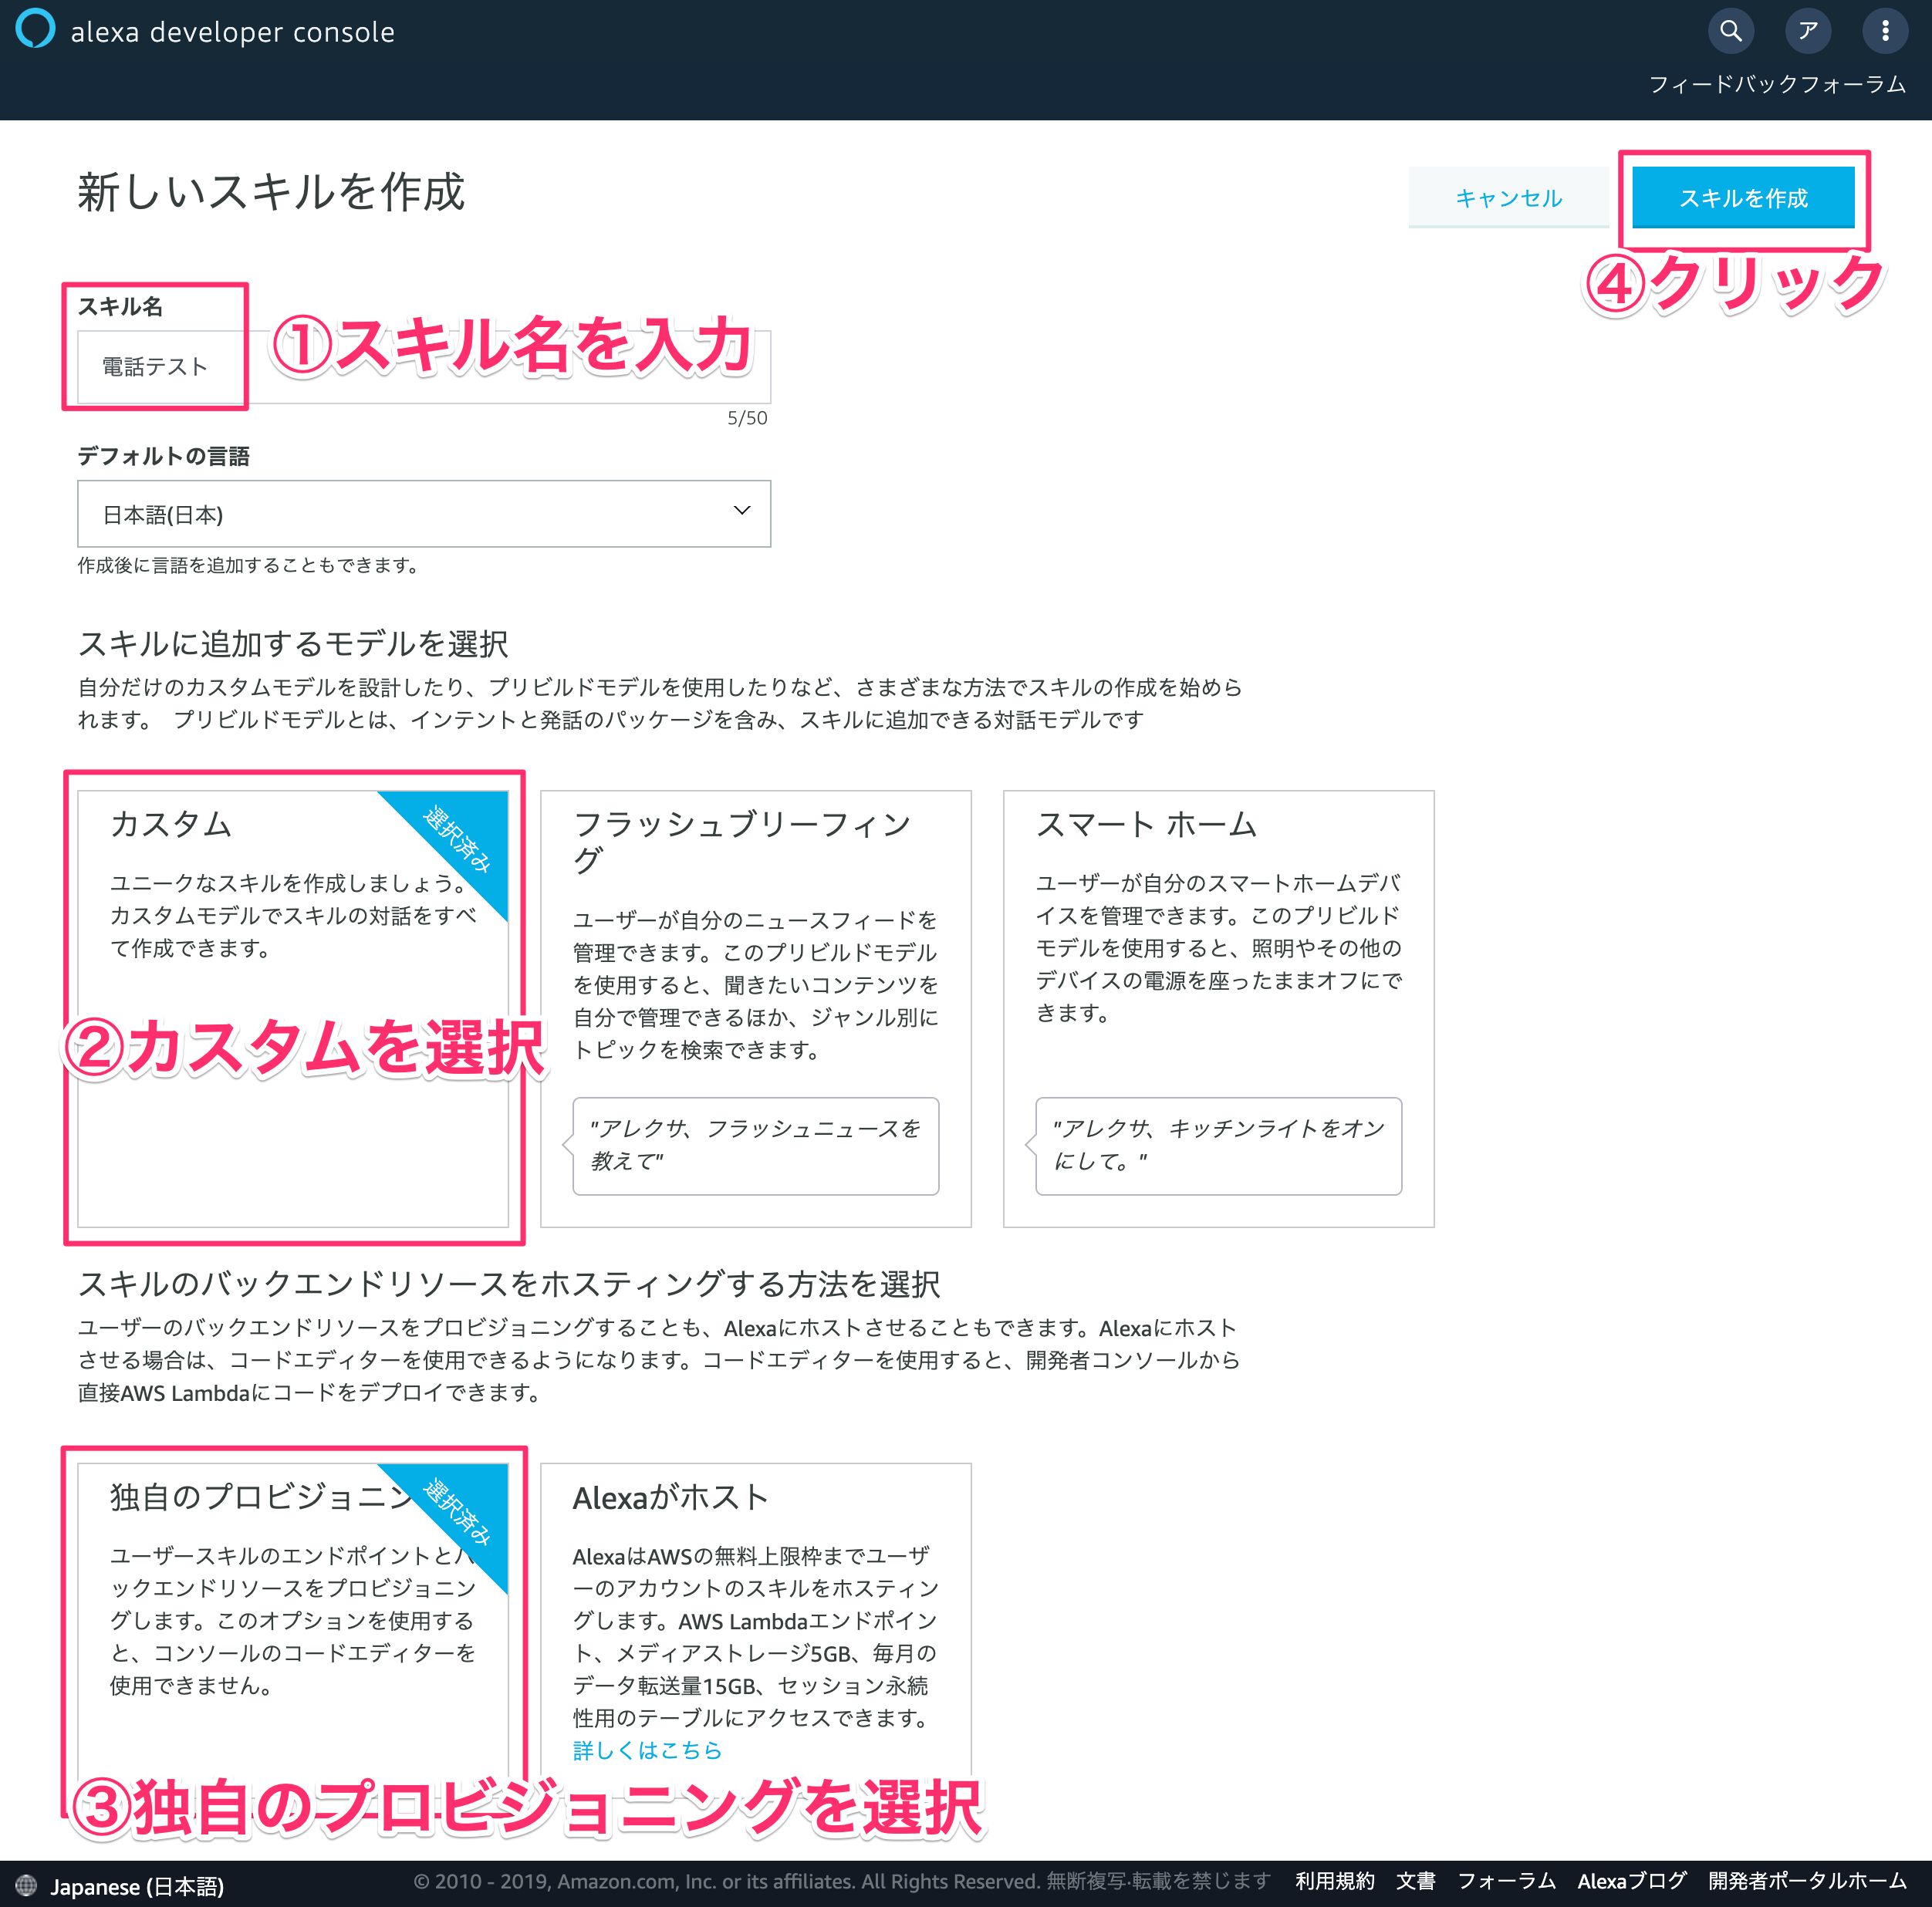 alexa developer console
ア
フィードバックフォーラム
新しいスキルを作成
キャンセル
スキルを作成
④クリック
スキル名
電話テスト
①スキル名を入力
5/50
デフォルトの言語
日本語(日本)
作成後に言語を追加することもできます。
スキルに追加するモデルを選択
自分だけのカスタムモデルを設計したり、プリビルドモデルを使用したりなど、さまざまな方法でスキルの作成を始めら
れます。 プリビルドモデルとは、インテントと発話のパッケージを含み、スキルに追加できる対話モデルです
カスタム
選択済み
ユニークなスキルを作成しましょう。
カスタムモデルでスキルの対話をすべ
て作成できます。
②カスタムを選択
フラッシュブリーフィン
グ
ユーザーが自分のニュースフィードを
管理できます。このプリビルドモデル
を使用すると、聞きたいコンテンツを
自分で管理できるほか、ジャンル別に
トピックを検索できます。
"アレクサ、フラッシュニュースを
教えて"
スマート ホーム
ユーザーが自分のスマートホームデバ
イスを管理できます。このプリビルド
モデルを使用すると、照明やその他の
デバイスの電源を座ったままオフにで
きます。
"アレクサ、キッチンライトをオン
にして。"
スキルのバックエンドリソースをホスティングする方法を選択
ユーザーのバックエンドリソースをプロビジョニングすることも、Alexaにホストさせることもできます。Alexaにホスト
させる場合は、コードエディターを使用できるようになります。コードエディターを使用すると、開発者コンソールから
直接AWS Lambdaにコードをデプロイできます。
独自のプロビジョニン
選択済み
ユーザースキルのエンドポイントとバ
ックエンドリソースをプロビジョニン
グします。このオプションを使用する
と、コンソールのコードエディターを
使用できません。
③独自のプロビジョニングを選択
Alexaがホスト
AlexaはAWSの無料上限枠までユーザ
ーのアカウントのスキルをホスティン
グします。AWS Lambdaエンドポイン
ト、メディアストレージ5GB、毎月の
データ転送量15GB、セッション永続
性用のテーブルにアクセスできます。
詳しくはこちら
Japanese (日本語)
© 2010 - 2019, Amazon.com, Inc. or its affiliates. All Rights Reserved. 無断複写·転載を禁じます
利用規約 文書 フォーラム Alexaブログ 開発者ポータルホーム